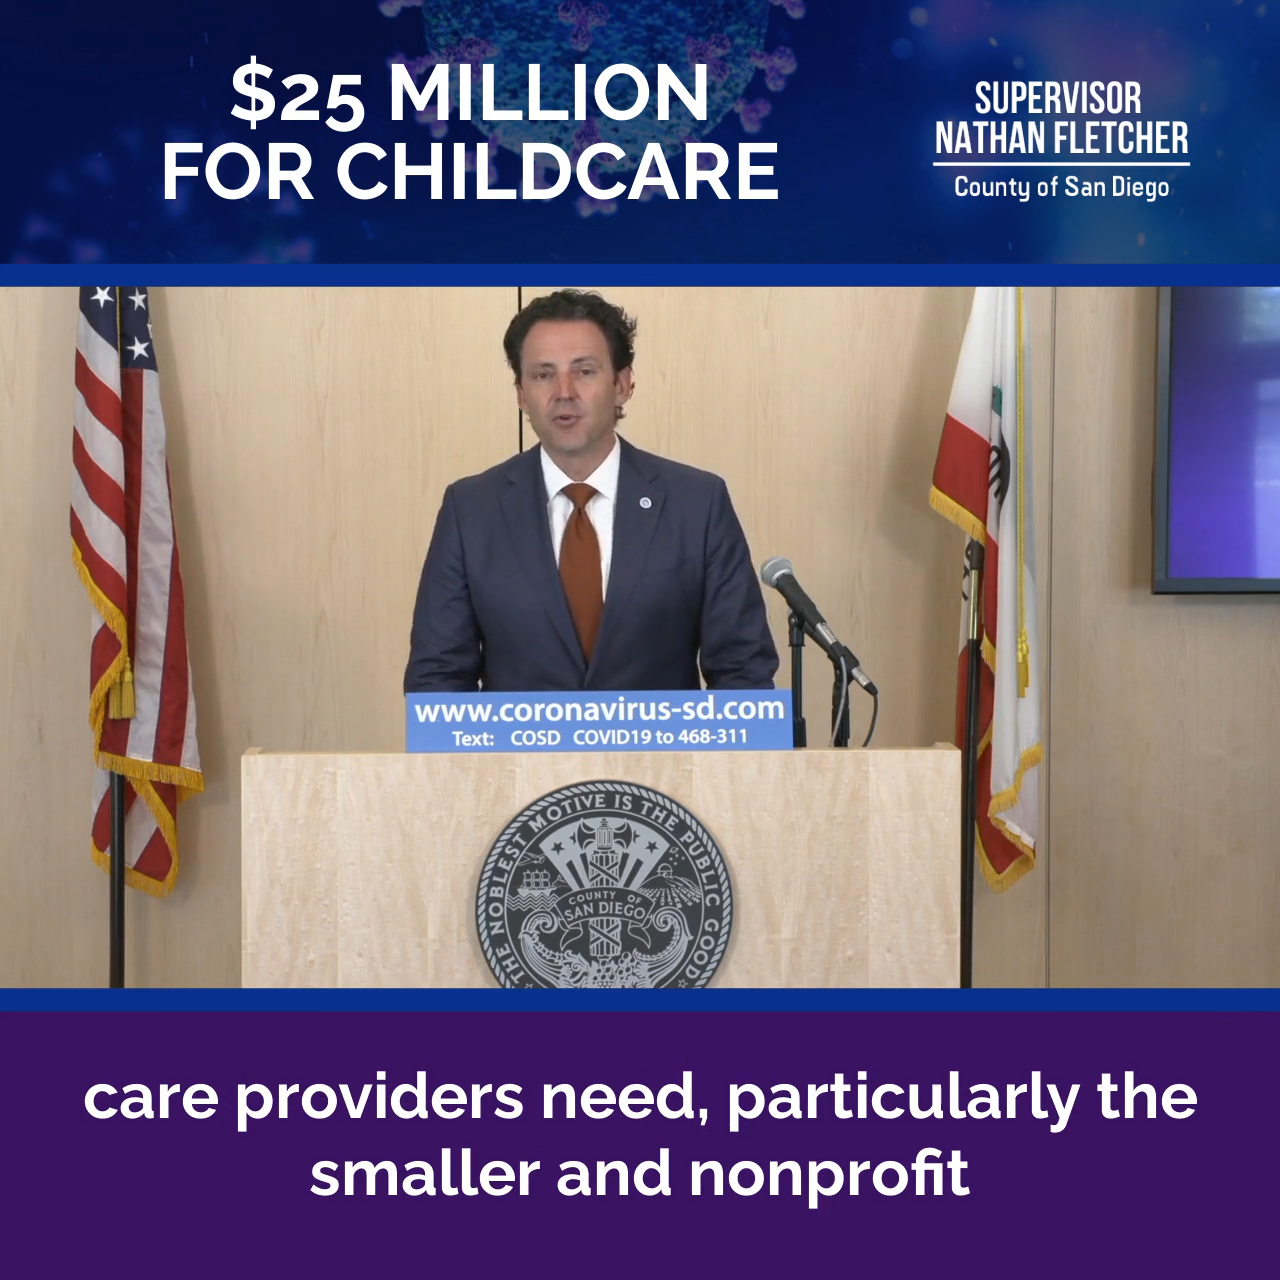 $25 MILLION
FOR CHILDCARE
SUPERVISOR
NATHAN FLETCHER
County of San Diego
www.coronavirus-sd.com
Text: COSD COVID19 to 468-311
THE NOBLEST MOTIVE IS THE PUBLIC GOOD
COUNTY OF
SAN DIEGO
care providers need, particularly the
smaller and nonprofit